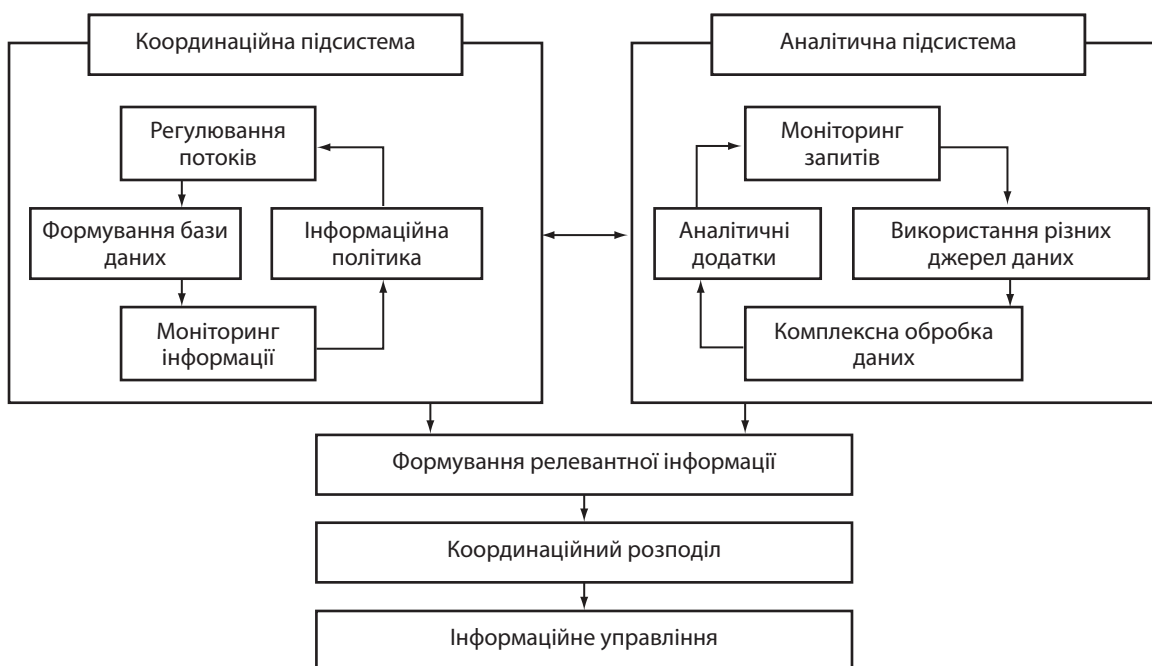 Координаційна підсистема
Аналітична підсистема
Регулювання
потоків
Формування бази
даних
Інформаційна
політика
Моніторинг
інформації
Моніторинг
запитів
Аналітичні
додатки
Використання різних
джерел даних
Комплексна обробка
даних
Формування релевантної інформації
Координаційний розподіл
Інформаційне управління